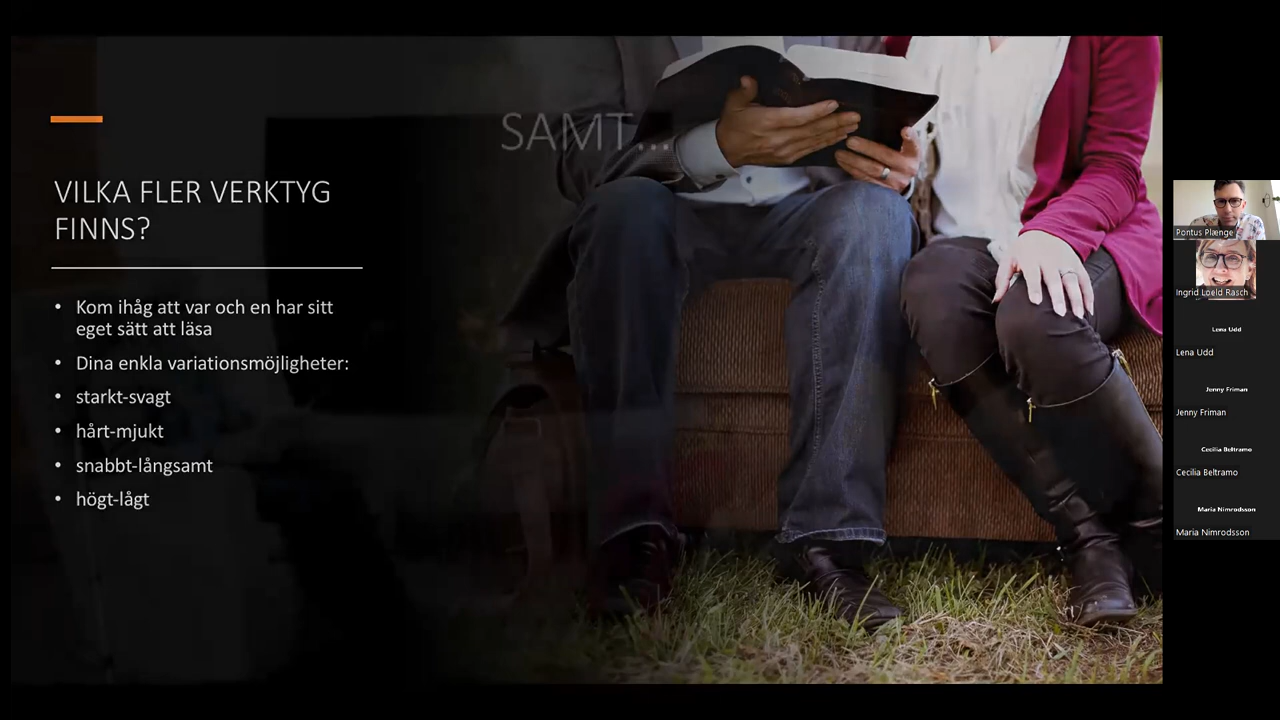 SAMT...
VILKA FLER VERKTYG
FINNS?
• Kom ihåg att var och en har sitt
eget sätt att läsa
• Dina enkla variationsmöjligheter:
• starkt-svagt
• hårt-mjukt
• snabbt-långsamt
• högt-lågt
Pontus Plænge
Ingrid Loeld Rasch
Lena Udd
Lena Udd
Jenny Friman
Jenny Friman
Cecilia Beltramo
Cecilia Beltramo
Maria Nimrodsson
Maria Nimrodsson